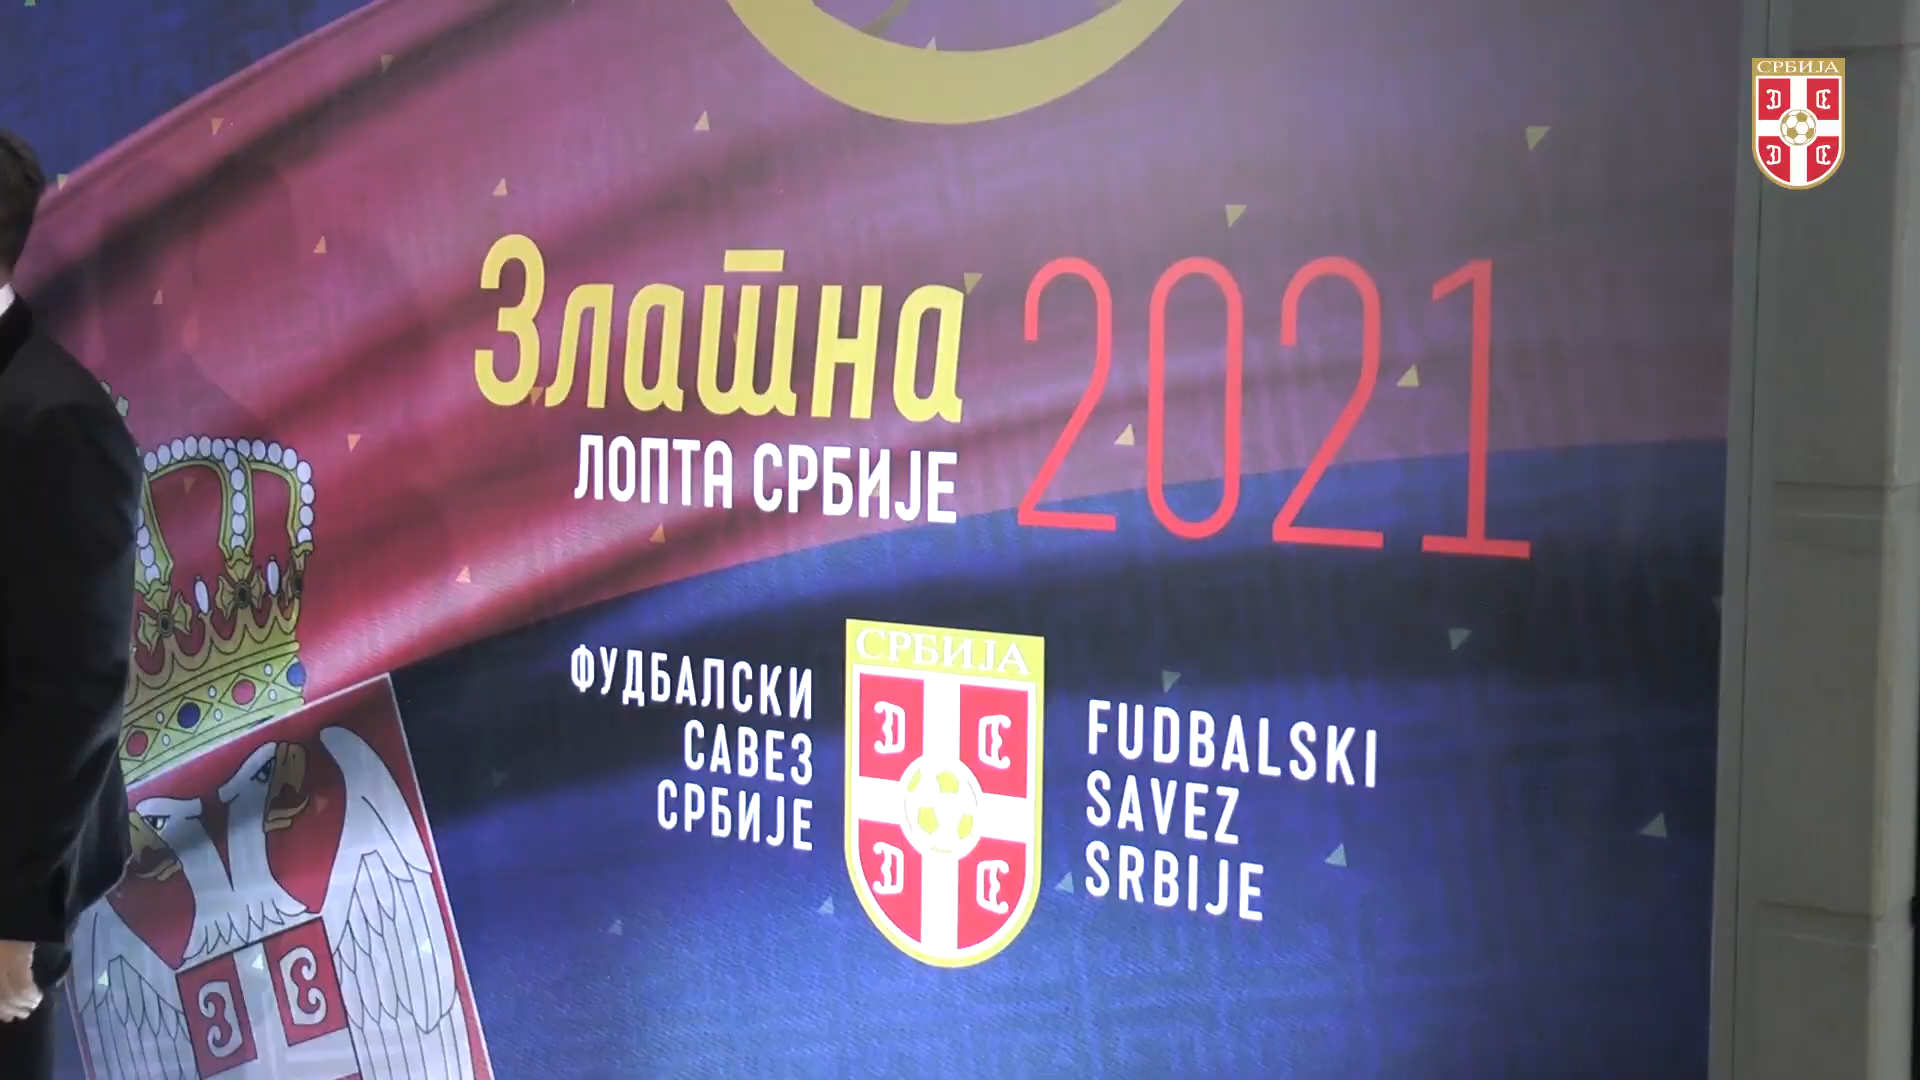 СРБИЈА
Златна
ЛОПТА СРБИЈЕ
2021
ФУДБАЛСКИ
САВЕЗ
СРБИЈЕ
СРБИЈА
FUDBALSKI
SAVEZ
SRBIJE